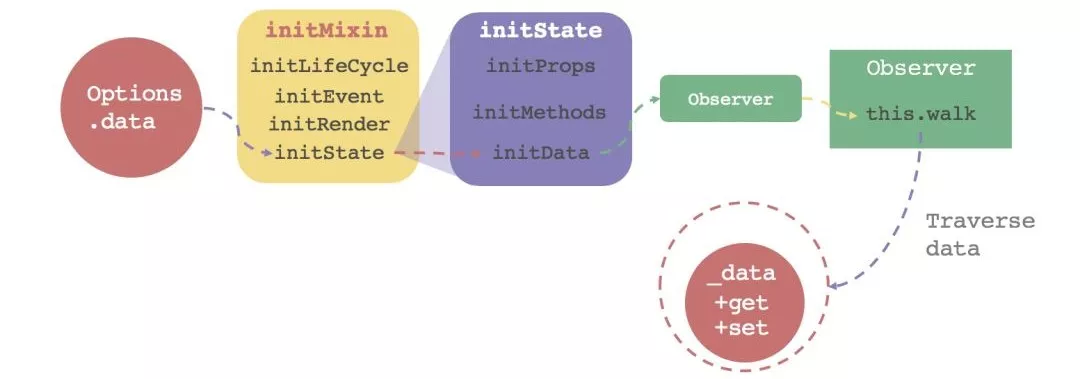 Options
.data
initMixin
initLifeCycle
initEvent
initRender
initState
initState
initProps
initMethods
initData
Observer
Observer
this.walk
Traverse
data
_data
+get
+set